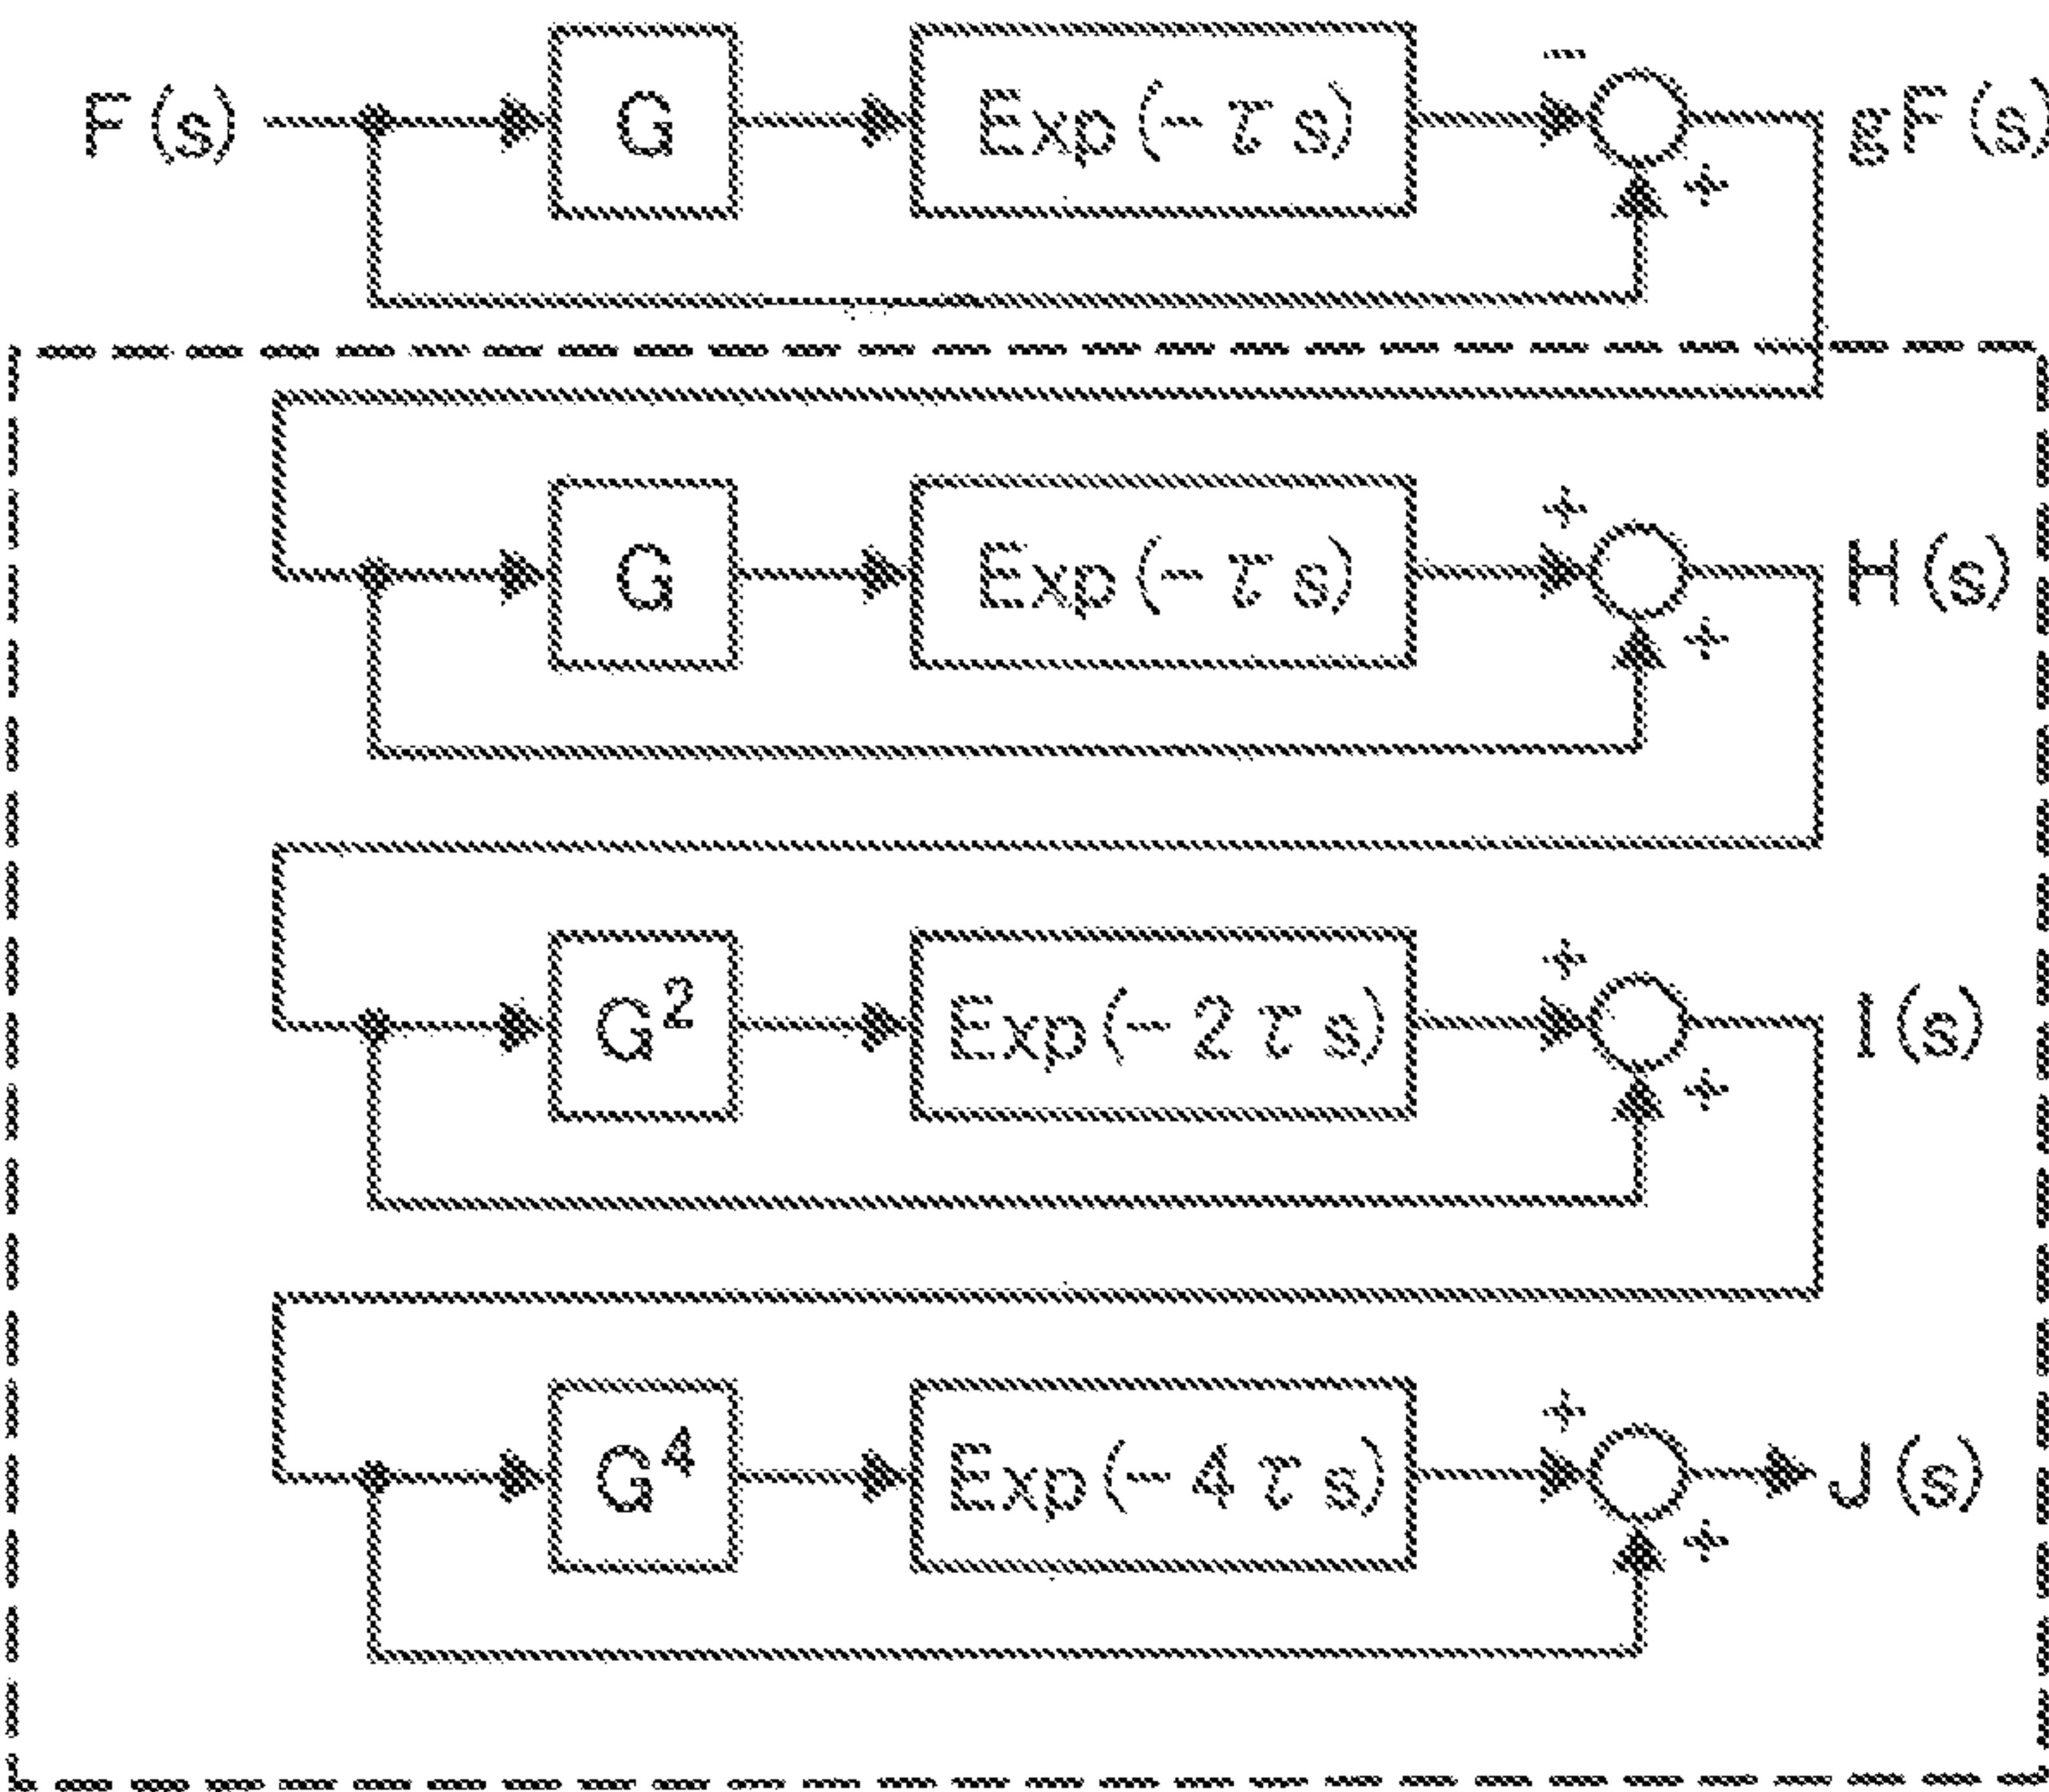 F(s) G Exp(-τs) - + gF(s)
G Exp(-τs) + + H(s)
G² Exp(-2τs) + + I(s)
G⁴ Exp(-4τs) + + J(s)